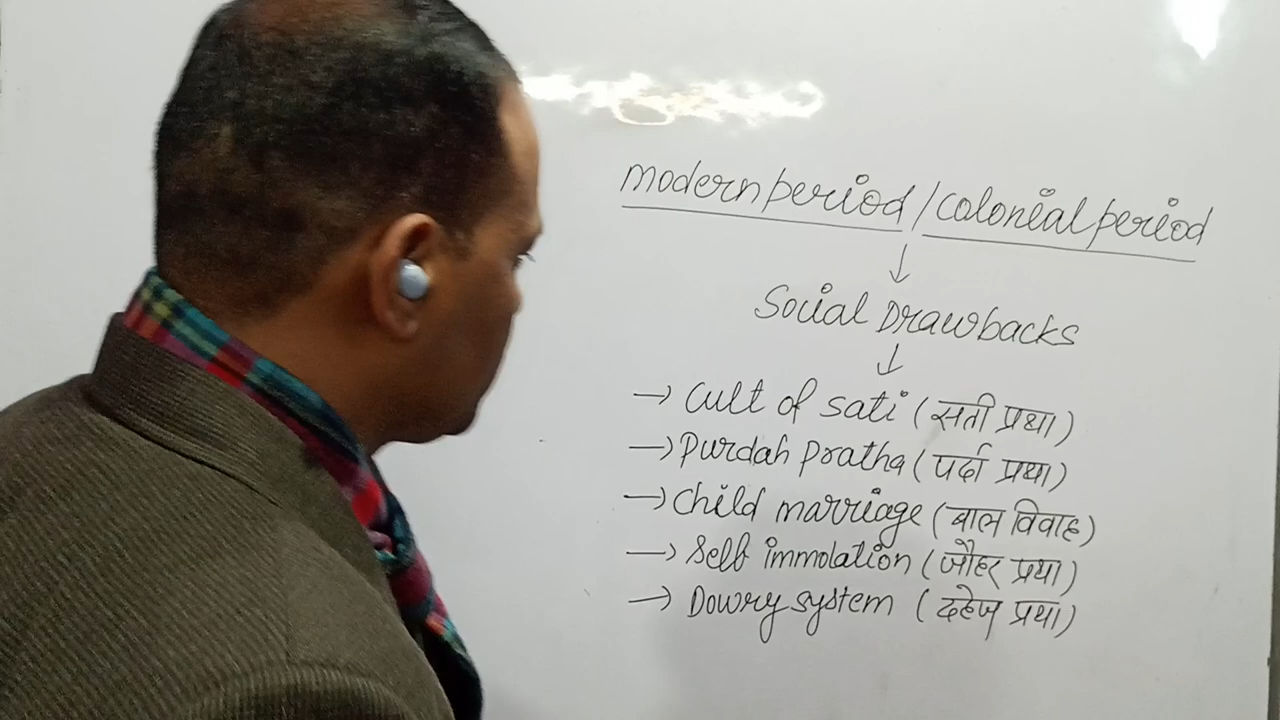 modern period / colonial period
↓
Social Drawbacks
↓
→ Cult of sati (सती प्रथा)
→ Purdah Pratha (पर्दा प्रथा)
→ Child marriage (बाल विवाह)
→ Self immolation (जौहर प्रथा)
→ Dowry system (दहेज़ प्रथा)